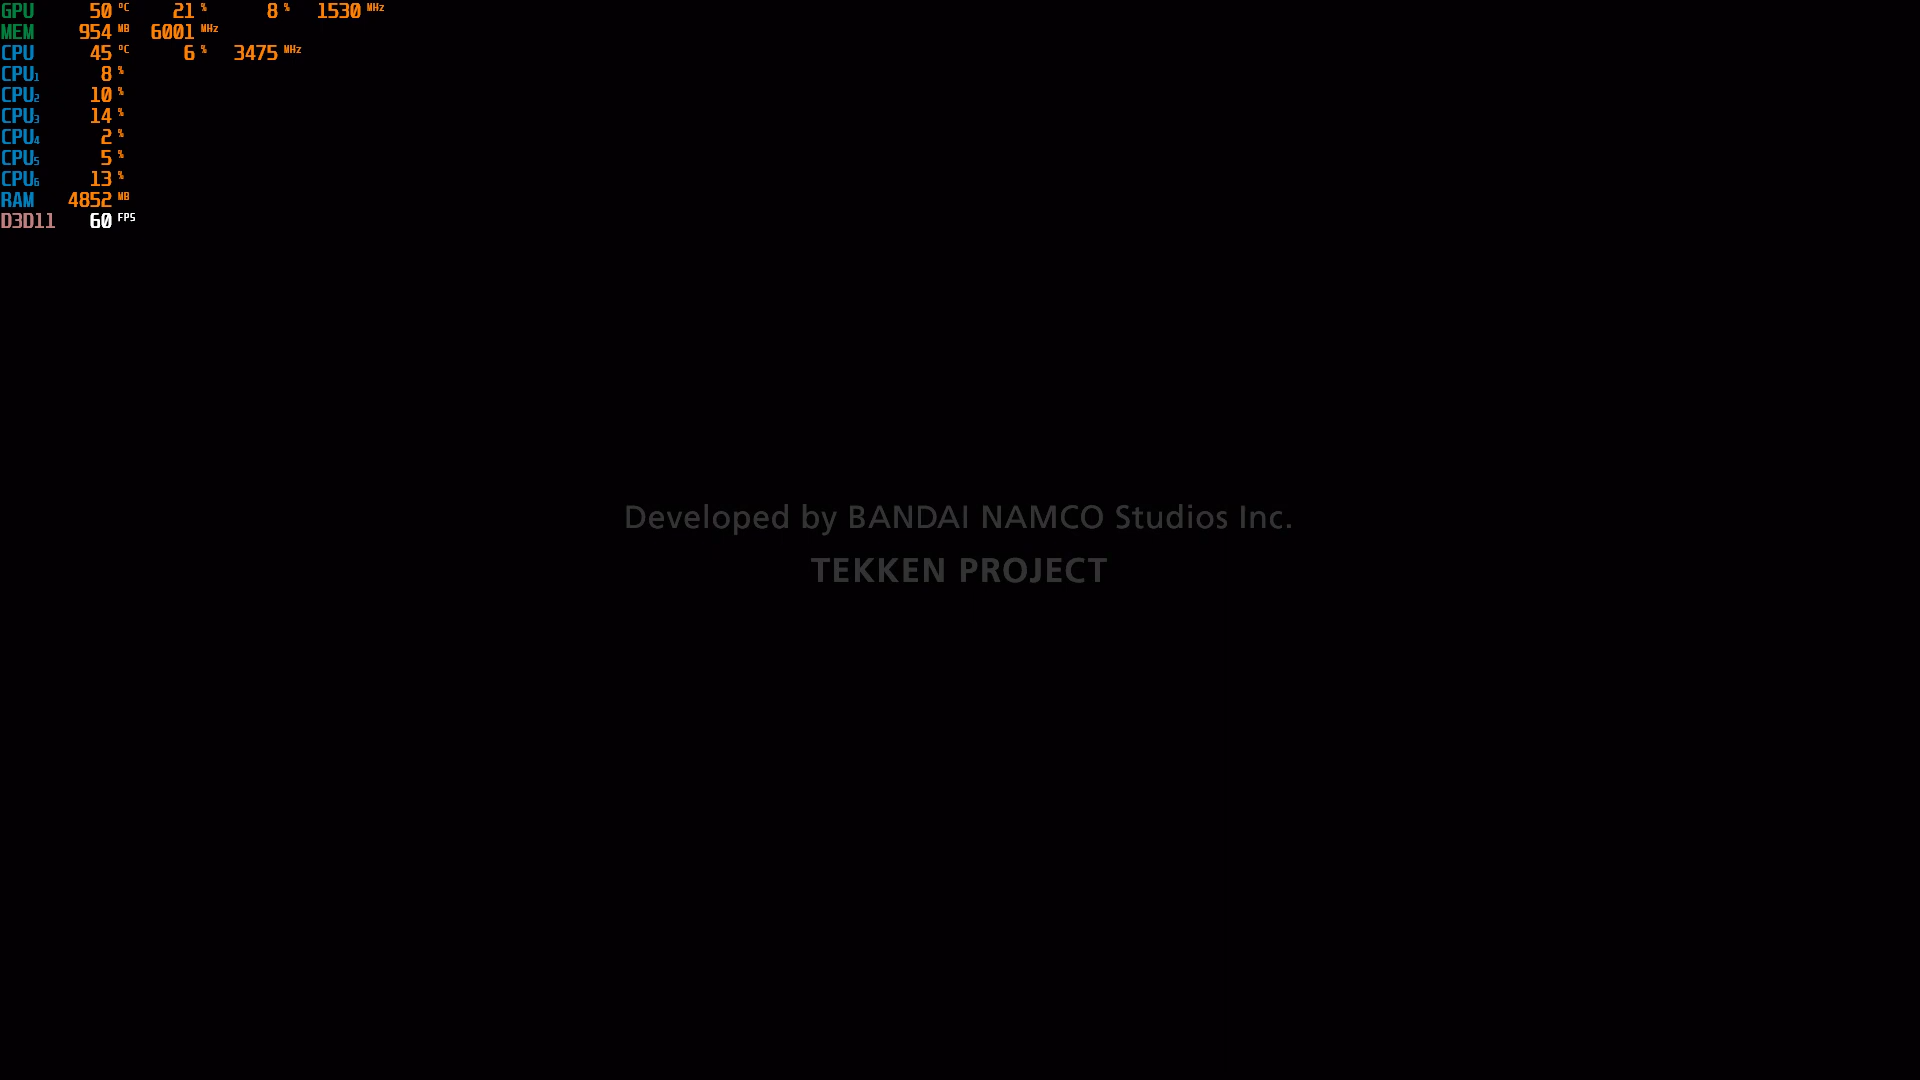 GPU 50 °C 21 % 8 % 1530 MHz
MEM 954 MB 6001 MHz
CPU 45 °C 6 % 3475 MHz
CPU1 8 %
CPU2 10 %
CPU3 14 %
CPU4 2 %
CPU5 5 %
CPU6 13 %
RAM 4852 MB
D3D11 60 FPS
Developed by BANDAI NAMCO Studios Inc.
TEKKEN PROJECT